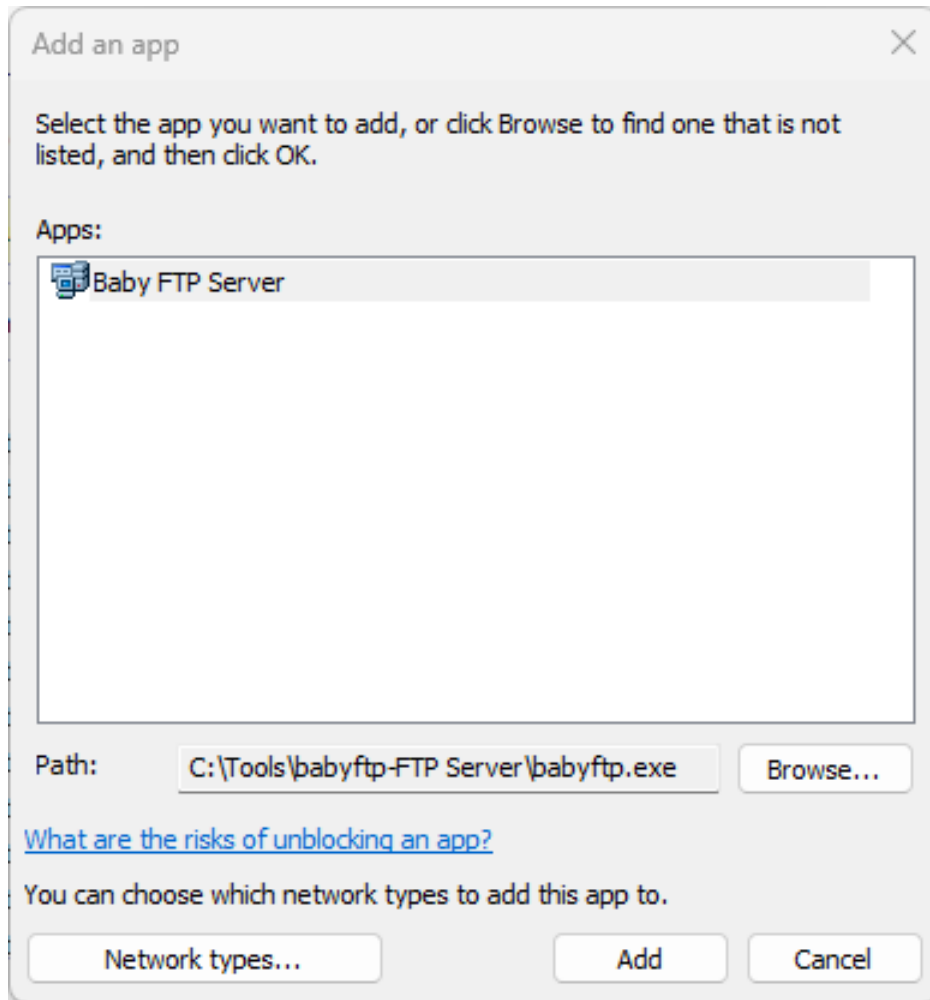 Add an app
Select the app you want to add, or click Browse to find one that is not
listed, and then click OK.
Apps:
Baby FTP Server
Path:
C:\Tools\babyftp-FTP Server\babyftp.exe
Browse...
What are the risks of unblocking an app?
You can choose which network types to add this app to.
Network types...
Add
Cancel